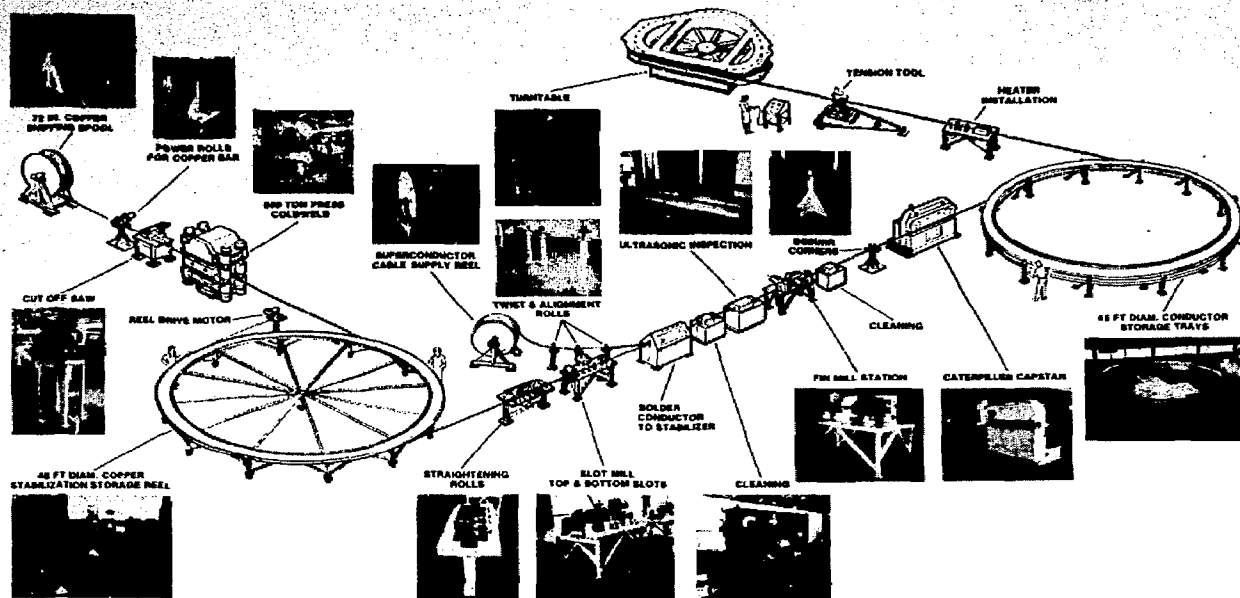 72 IN. COPPER
SHIPPING SPOOL
POWER ROLLS
FOR COPPER BAR
TON PRESS
COLDWELD
CUT OFF SAW
REEL DRIVE MOTOR
SUPERCONDUCTOR
CABLE SUPPLY REEL
TURNTABLE
TWIST & ALIGNMENT
ROLLS
ULTRASONIC INSPECTION
CORNERS
TENSION TOOL
HEATER
INSTALLATION
CLEANING
FT DIAM. CONDUCTOR
STORAGE TRAYS
FIN MILL STATION
CATERPILLER CAPSTAN
SOLDER
CONDUCTOR
TO STABILIZER
FT DIAM. COPPER
STABILIZATION STORAGE REEL
STRAIGHTENING
ROLLS
SLOT MILL
TOP & BOTTOM SLOTS
CLEANING